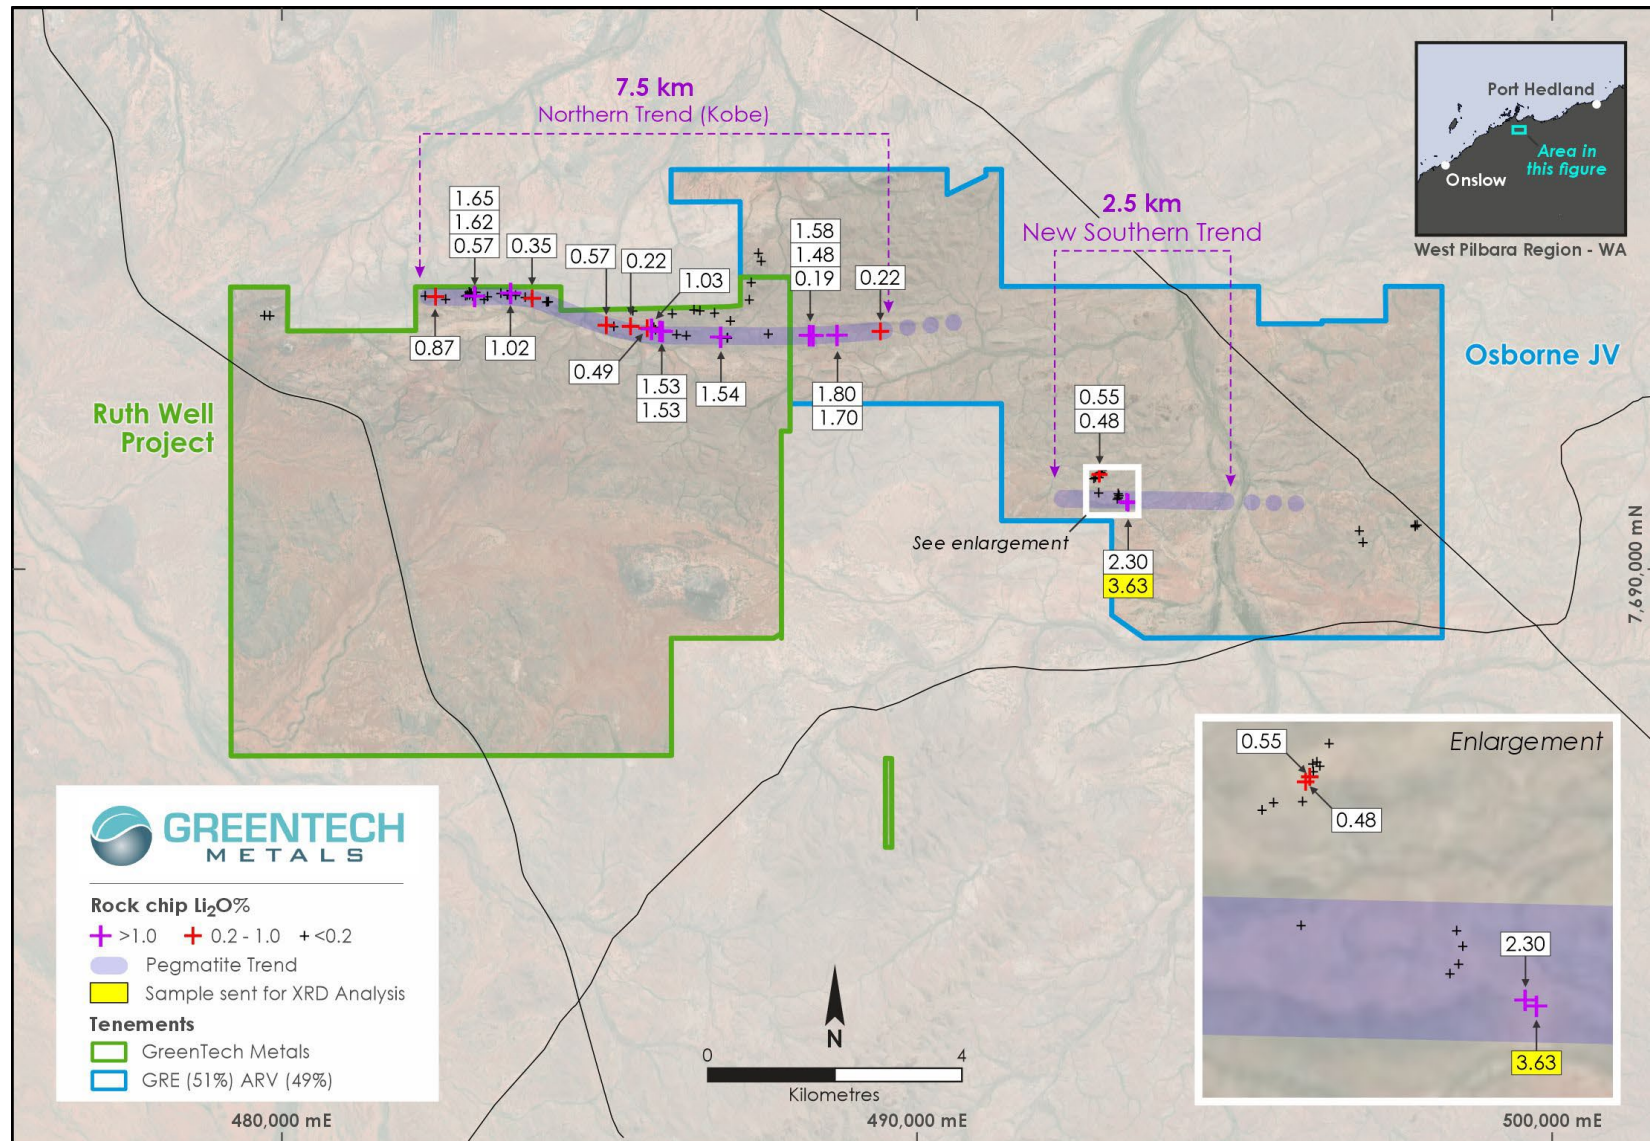 7.5 km
Northern Trend (Kobe)
Port Hedland
Area in
this figure
Onslow
West Pilbara Region - WA
2.5 km
New Southern Trend
1.65
1.62
0.57
0.35
0.57
0.22
1.03
1.58
1.48
0.19
0.22
0.87
1.02
0.49
1.53
1.53
1.54
1.80
1.70
Osborne JV
Ruth Well
Project
0.55
0.48
See enlargement
2.30
3.63
7,690,000 mN
Enlargement
0.55
0.48
2.30
3.63
GREENTECH
METALS
Rock chip Li₂O%
>1.0 0.2 - 1.0 <0.2
Pegmatite Trend
Sample sent for XRD Analysis
Tenements
GreenTech Metals
GRE (51%) ARV (49%)
N
0 4
Kilometres
480,000 mE
490,000 mE
500,000 mE